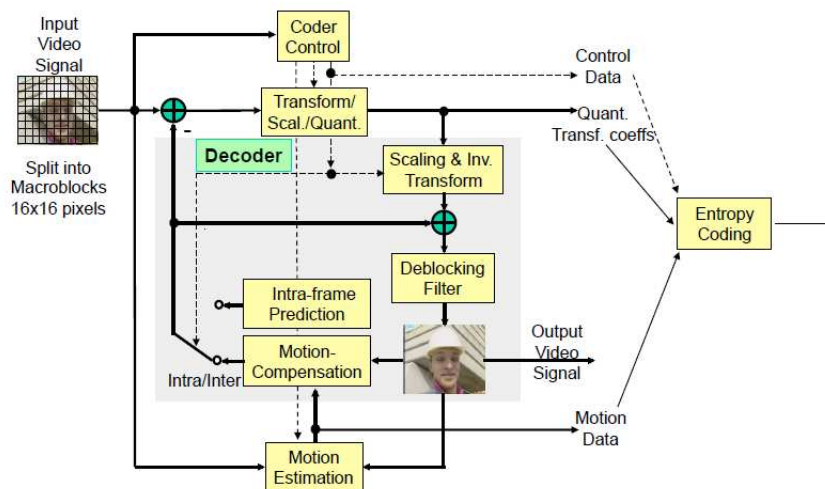 Input
Video
Signal
Coder
Control
Control
Data
Transform/
Scal./Quant.
Quant.
Transf. coeffs
-
Decoder
Split into
Macroblocks
16x16 pixels
Scaling & Inv.
Transform
Entropy
Coding
Deblocking
Filter
Intra-frame
Prediction
Output
Video
Signal
Motion-
Compensation
Intra/Inter
Motion
Data
Motion
Estimation